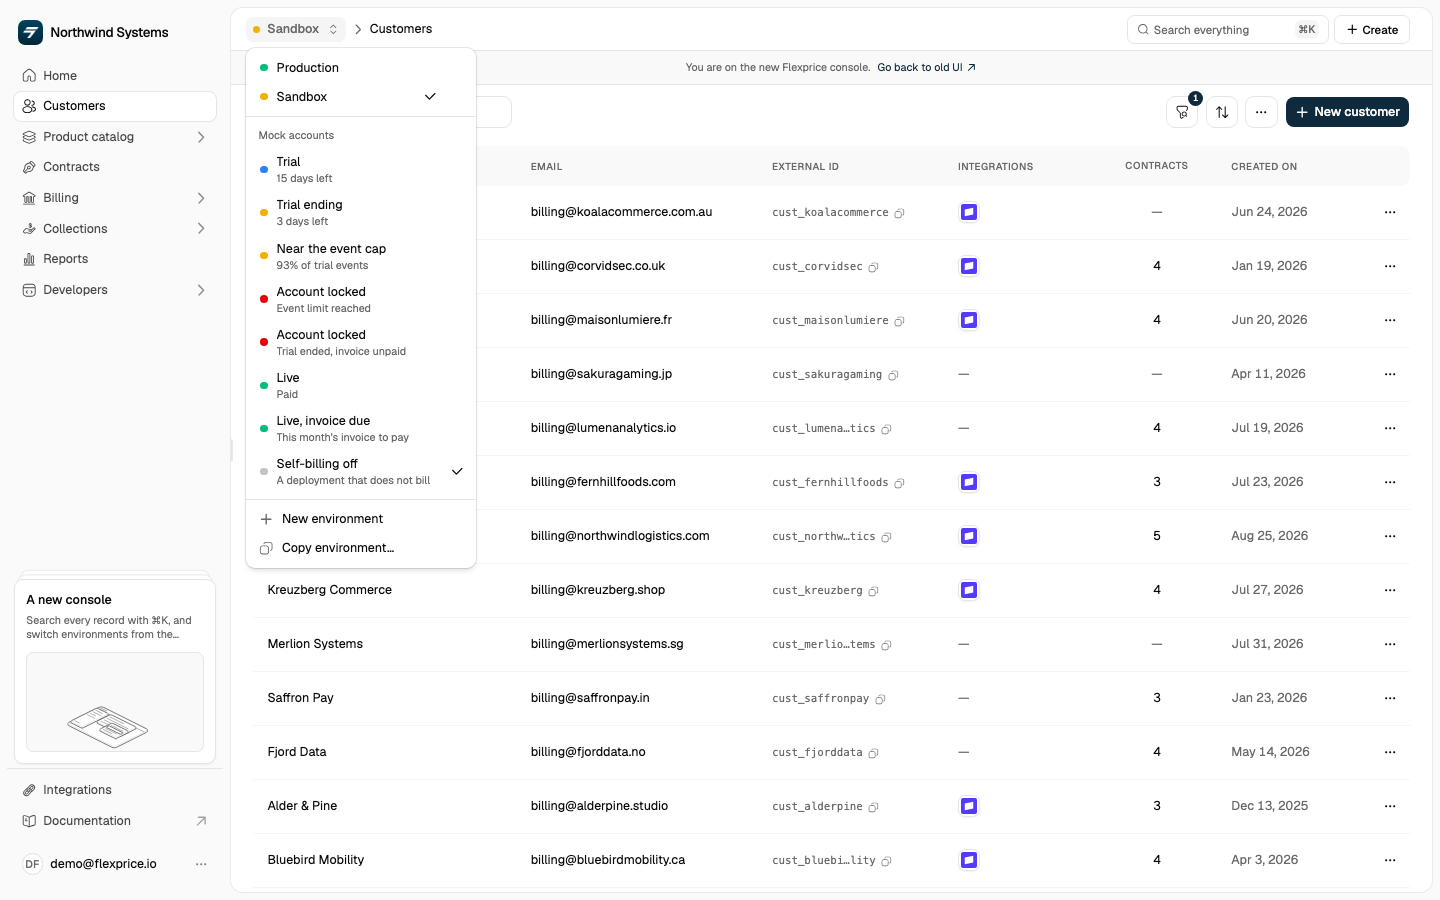 Northwind Systems
Home
Customers
Product catalog
Contracts
Billing
Collections
Reports
Developers
A new console
Search every record with ⌘K, and
switch environments from the…
Integrations
Documentation
DF demo@flexprice.io
Sandbox
Customers
Search everything ⌘K
Create
You are on the new Flexprice console. Go back to old UI
Production
Sandbox
Mock accounts
Trial
15 days left
Trial ending
3 days left
Near the event cap
93% of trial events
Account locked
Event limit reached
Account locked
Trial ended, invoice unpaid
Live
Paid
Live, invoice due
This month's invoice to pay
Self-billing off
A deployment that does not bill
New environment
Copy environment…
1
New customer
EMAIL EXTERNAL ID INTEGRATIONS CONTRACTS CREATED ON
billing@koalacommerce.com.au cust_koalacommerce — Jun 24, 2026
billing@corvidsec.co.uk cust_corvidsec 4 Jan 19, 2026
billing@maisonlumiere.fr cust_maisonlumiere 4 Jun 20, 2026
billing@sakuragaming.jp cust_sakuragaming — — Apr 11, 2026
billing@lumenanalytics.io cust_lumena…tics — 4 Jul 19, 2026
billing@fernhillfoods.com cust_fernhillfoods 3 Jul 23, 2026
billing@northwindlogistics.com cust_northw…tics 5 Aug 25, 2026
Kreuzberg Commerce billing@kreuzberg.shop cust_kreuzberg 4 Jul 27, 2026
Merlion Systems billing@merlionsystems.sg cust_merlio…tems — — Jul 31, 2026
Saffron Pay billing@saffronpay.in cust_saffronpay — 3 Jan 23, 2026
Fjord Data billing@fjorddata.no cust_fjorddata — 4 May 14, 2026
Alder & Pine billing@alderpine.studio cust_alderpine 3 Dec 13, 2025
Bluebird Mobility billing@bluebirdmobility.ca cust_bluebi…lity 4 Apr 3, 2026